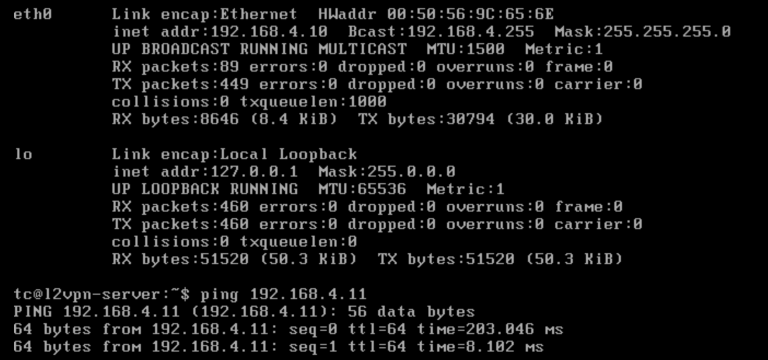 eth0 Link encap:Ethernet HWaddr 00:50:56:9C:65:6E
inet addr:192.168.4.10 Bcast:192.168.4.255 Mask:255.255.255.0
UP BROADCAST RUNNING MULTICAST MTU:1500 Metric:1
RX packets:89 errors:0 dropped:0 overruns:0 frame:0
TX packets:449 errors:0 dropped:0 overruns:0 carrier:0
collisions:0 txqueuelen:1000
RX bytes:8646 (8.4 KiB) TX bytes:30794 (30.0 KiB)
lo Link encap:Local Loopback
inet addr:127.0.0.1 Mask:255.0.0.0
UP LOOPBACK RUNNING MTU:65536 Metric:1
RX packets:460 errors:0 dropped:0 overruns:0 frame:0
TX packets:460 errors:0 dropped:0 overruns:0 carrier:0
collisions:0 txqueuelen:0
RX bytes:51520 (50.3 KiB) TX bytes:51520 (50.3 KiB)
tc@l2vpn-server:~$ ping 192.168.4.11
PING 192.168.4.11 (192.168.4.11): 56 data bytes
64 bytes from 192.168.4.11: seq=0 ttl=64 time=203.046 ms
64 bytes from 192.168.4.11: seq=1 ttl=64 time=8.102 ms